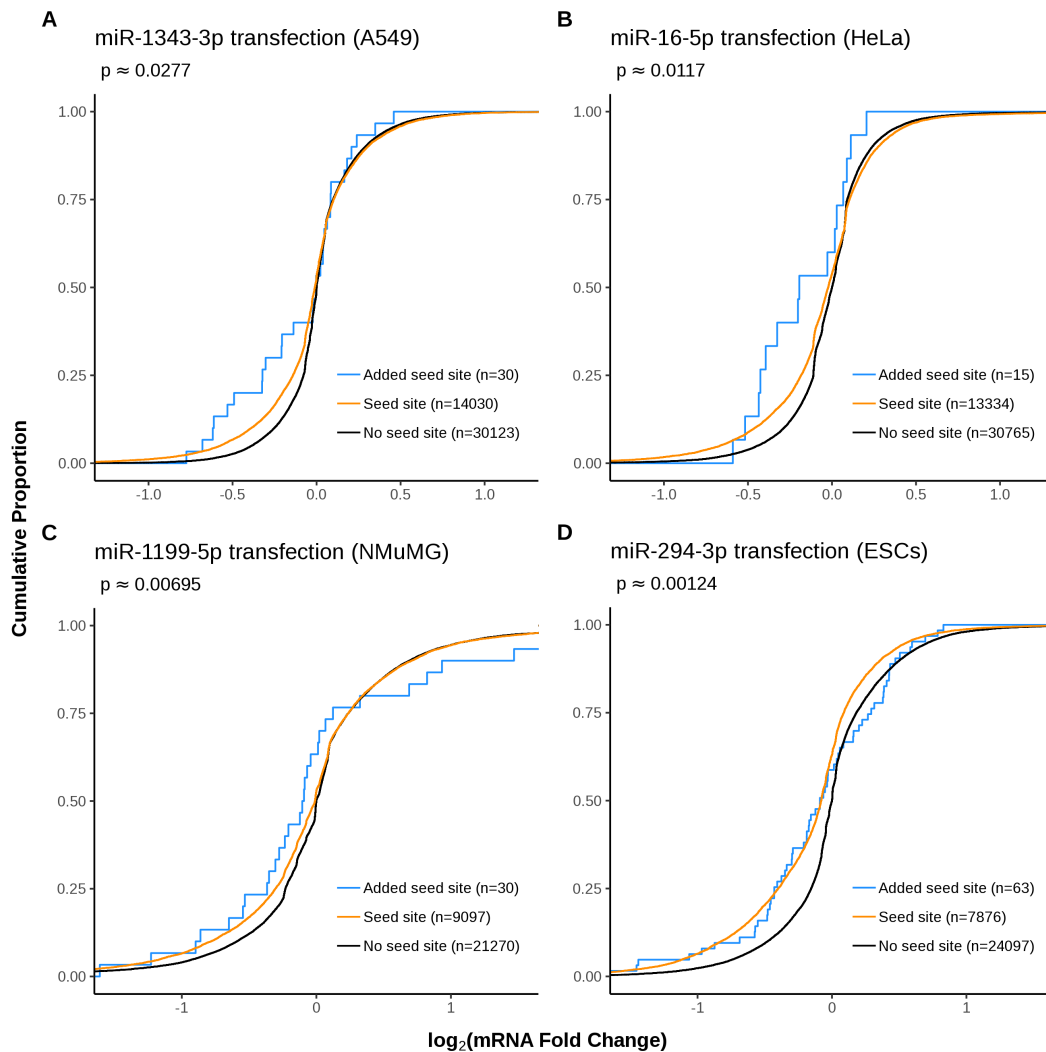 A
miR-1343-3p transfection (A549)
p ≈ 0.0277
1.00
0.75
0.50
0.25
0.00
-1.0 -0.5 0.0 0.5 1.0
Added seed site (n=30)
Seed site (n=14030)
No seed site (n=30123)
B
miR-16-5p transfection (HeLa)
p ≈ 0.0117
1.00
0.75
0.50
0.25
0.00
-1.0 -0.5 0.0 0.5 1.0
Added seed site (n=15)
Seed site (n=13334)
No seed site (n=30765)
C
miR-1199-5p transfection (NMuMG)
p ≈ 0.00695
1.00
0.75
0.50
0.25
0.00
-1 0 1
Added seed site (n=30)
Seed site (n=9097)
No seed site (n=21270)
D
miR-294-3p transfection (ESCs)
p ≈ 0.00124
1.00
0.75
0.50
0.25
0.00
-1 0 1
Added seed site (n=63)
Seed site (n=7876)
No seed site (n=24097)
Cumulative Proportion
log₂(mRNA Fold Change)